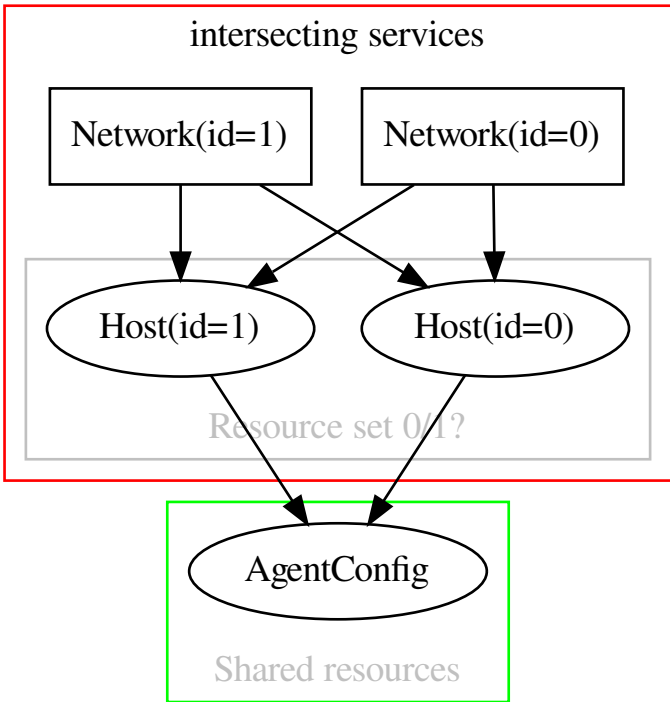 intersecting services
Network(id=1)
Network(id=0)
Host(id=1)
Host(id=0)
Resource set 0/1?
AgentConfig
Shared resources